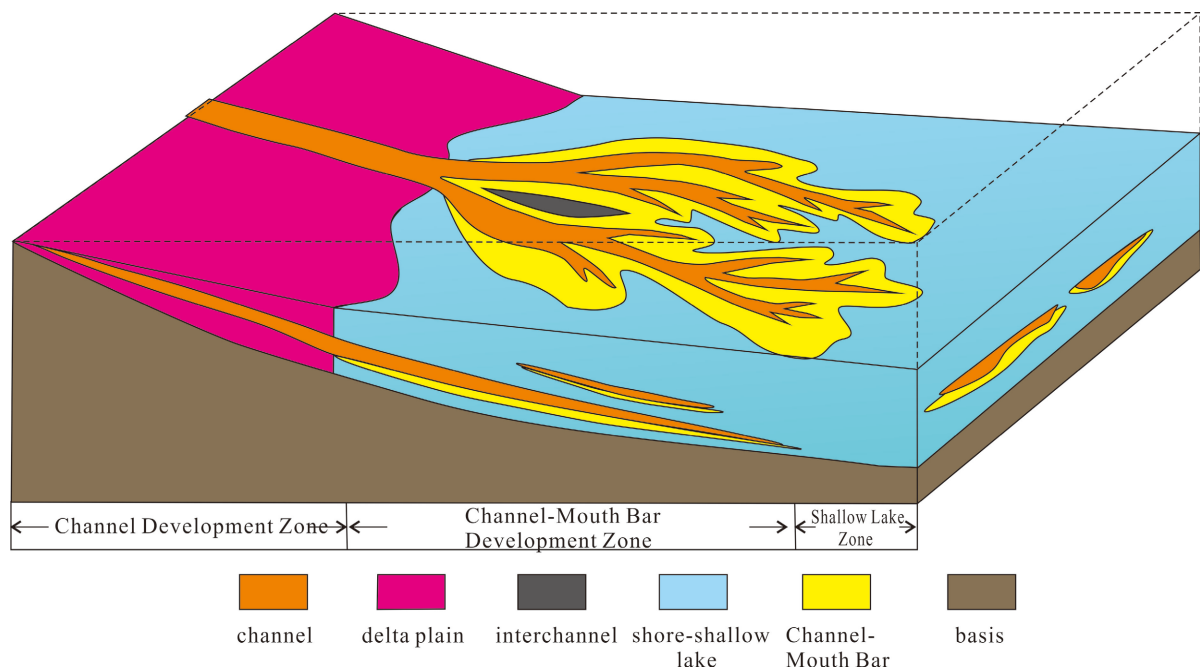 Channel Development Zone
Channel-Mouth Bar
Development Zone
Shallow Lake
Zone
channel
delta plain
interchannel
shore-shallow
lake
Channel-
Mouth Bar
basis